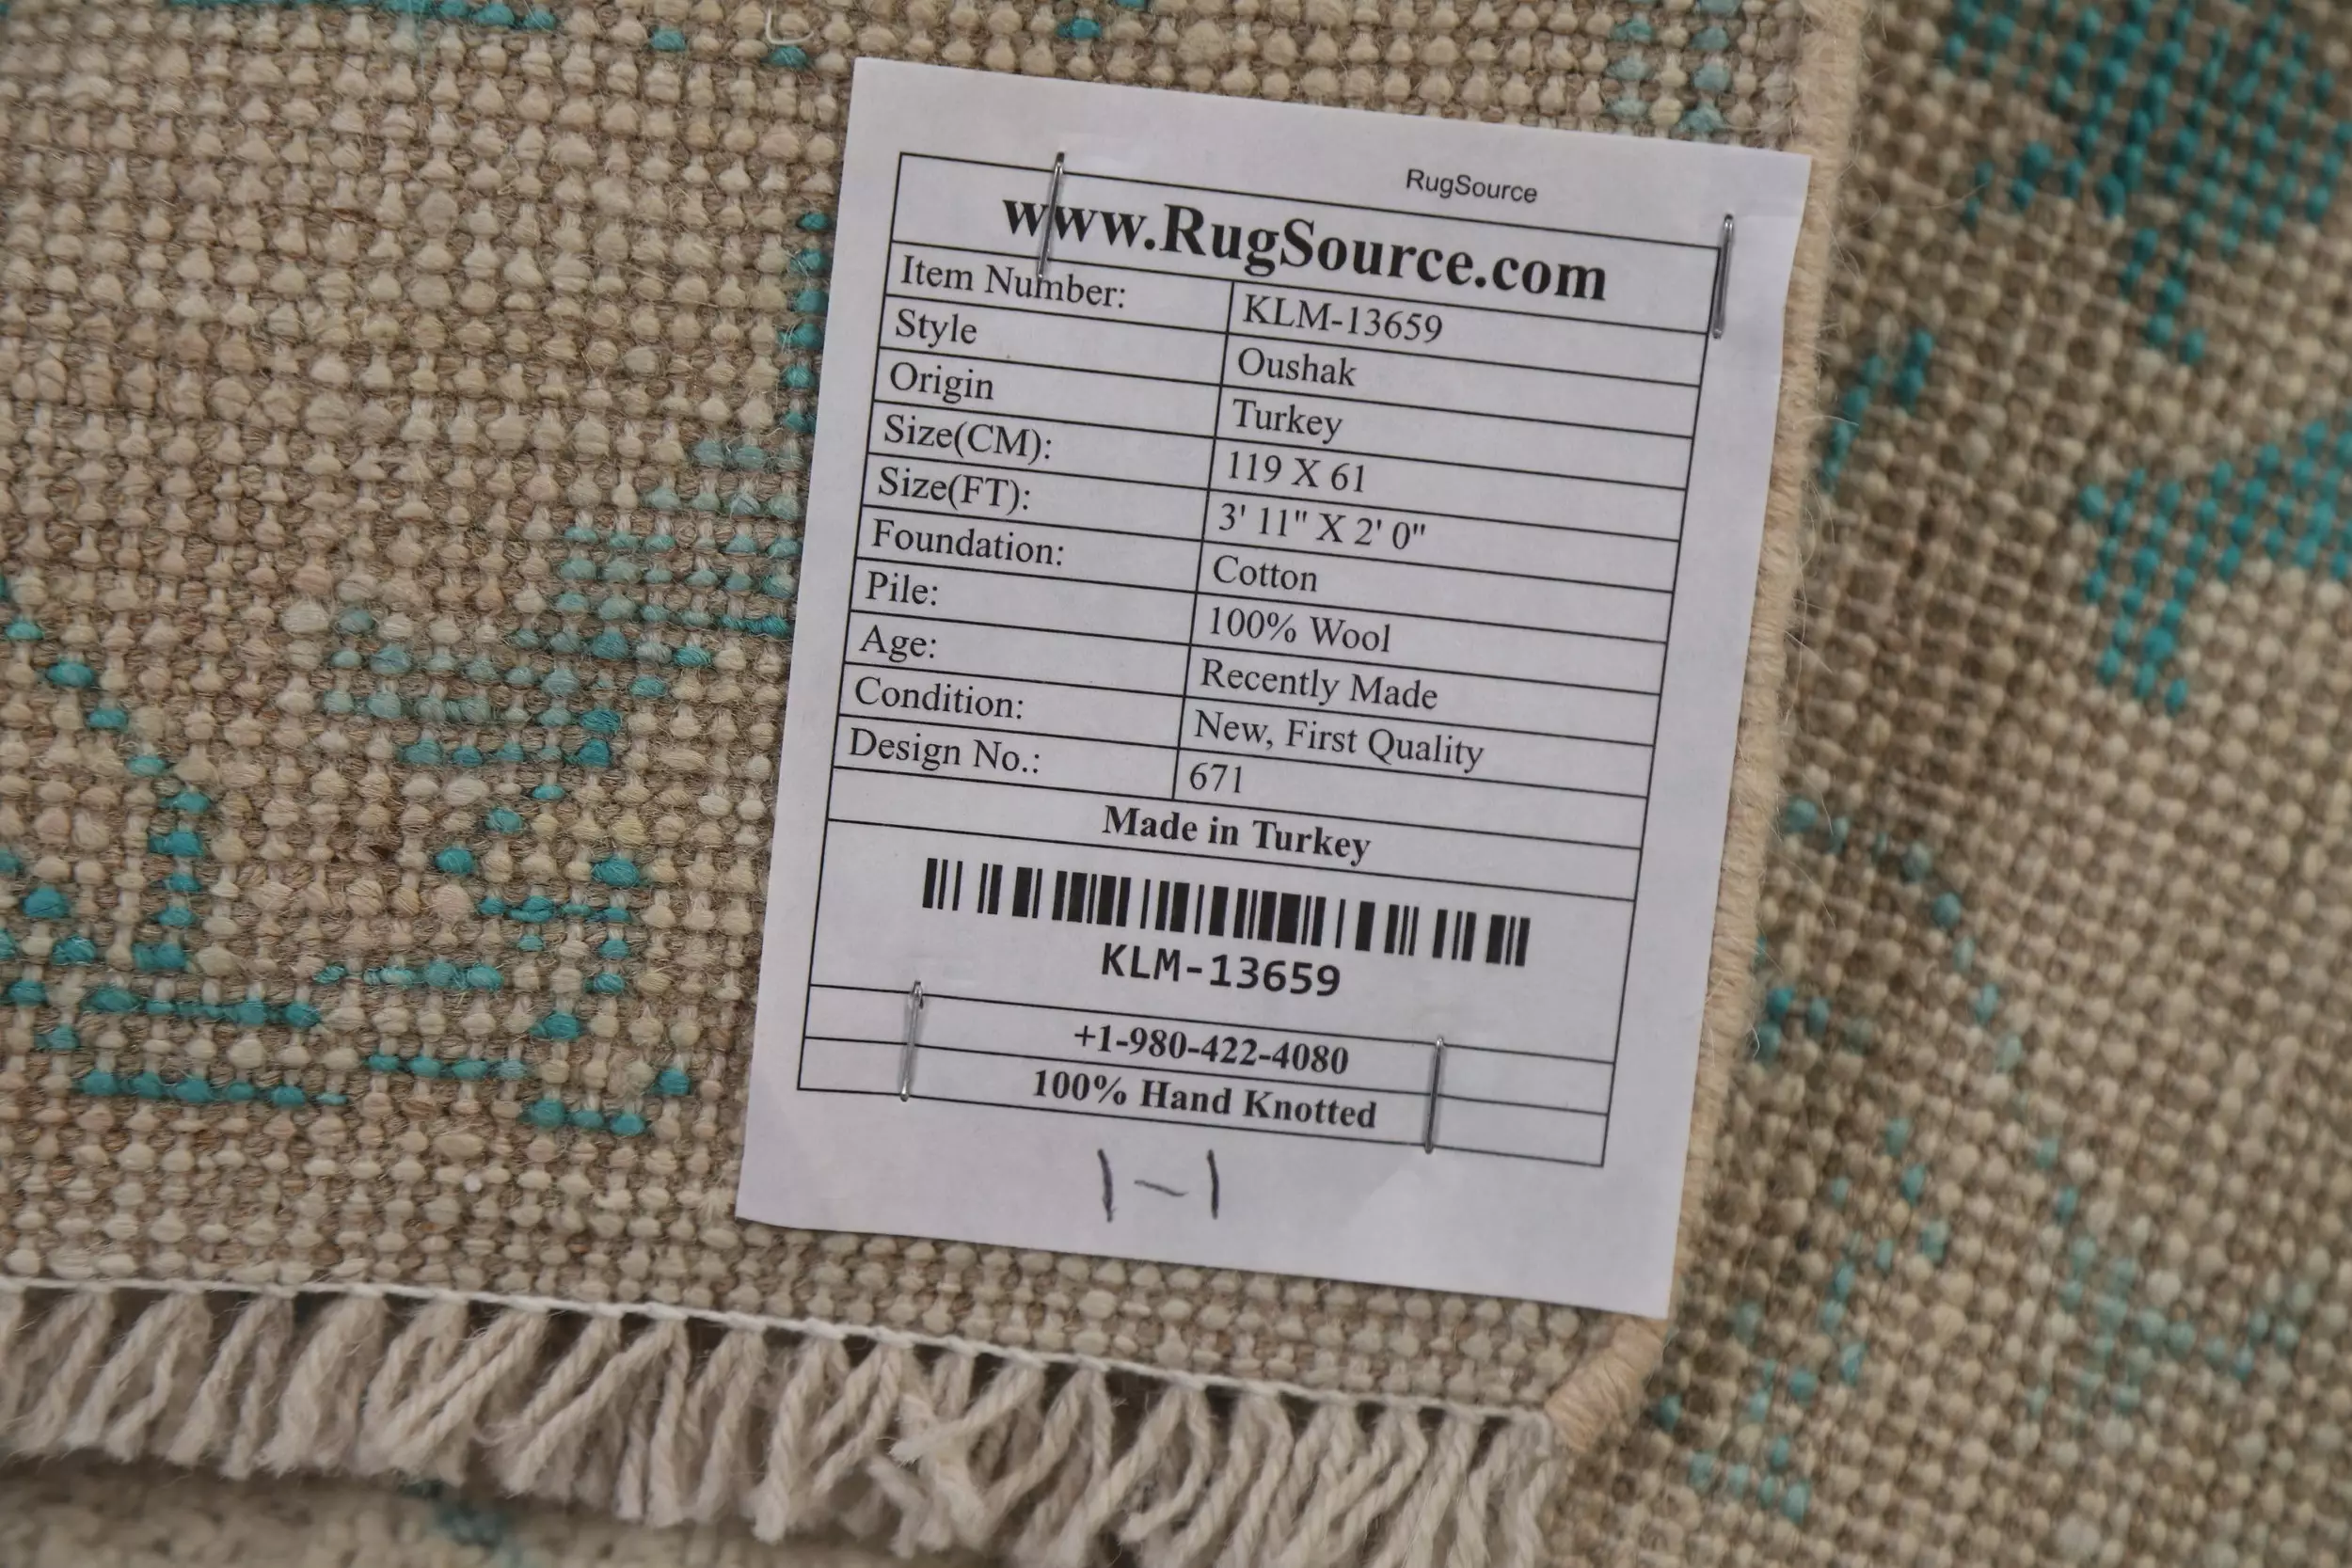 RugSource
www.RugSource.com
Item Number: KLM-13659
Style Oushak
Origin Turkey
Size(CM): 119 X 61
Size(FT): 3' 11" X 2' 0"
Foundation: Cotton
Pile: 100% Wool
Age: Recently Made
Condition: New, First Quality
Design No.: 671
Made in Turkey
KLM-13659
+1-980-422-4080
100% Hand Knotted
1-1